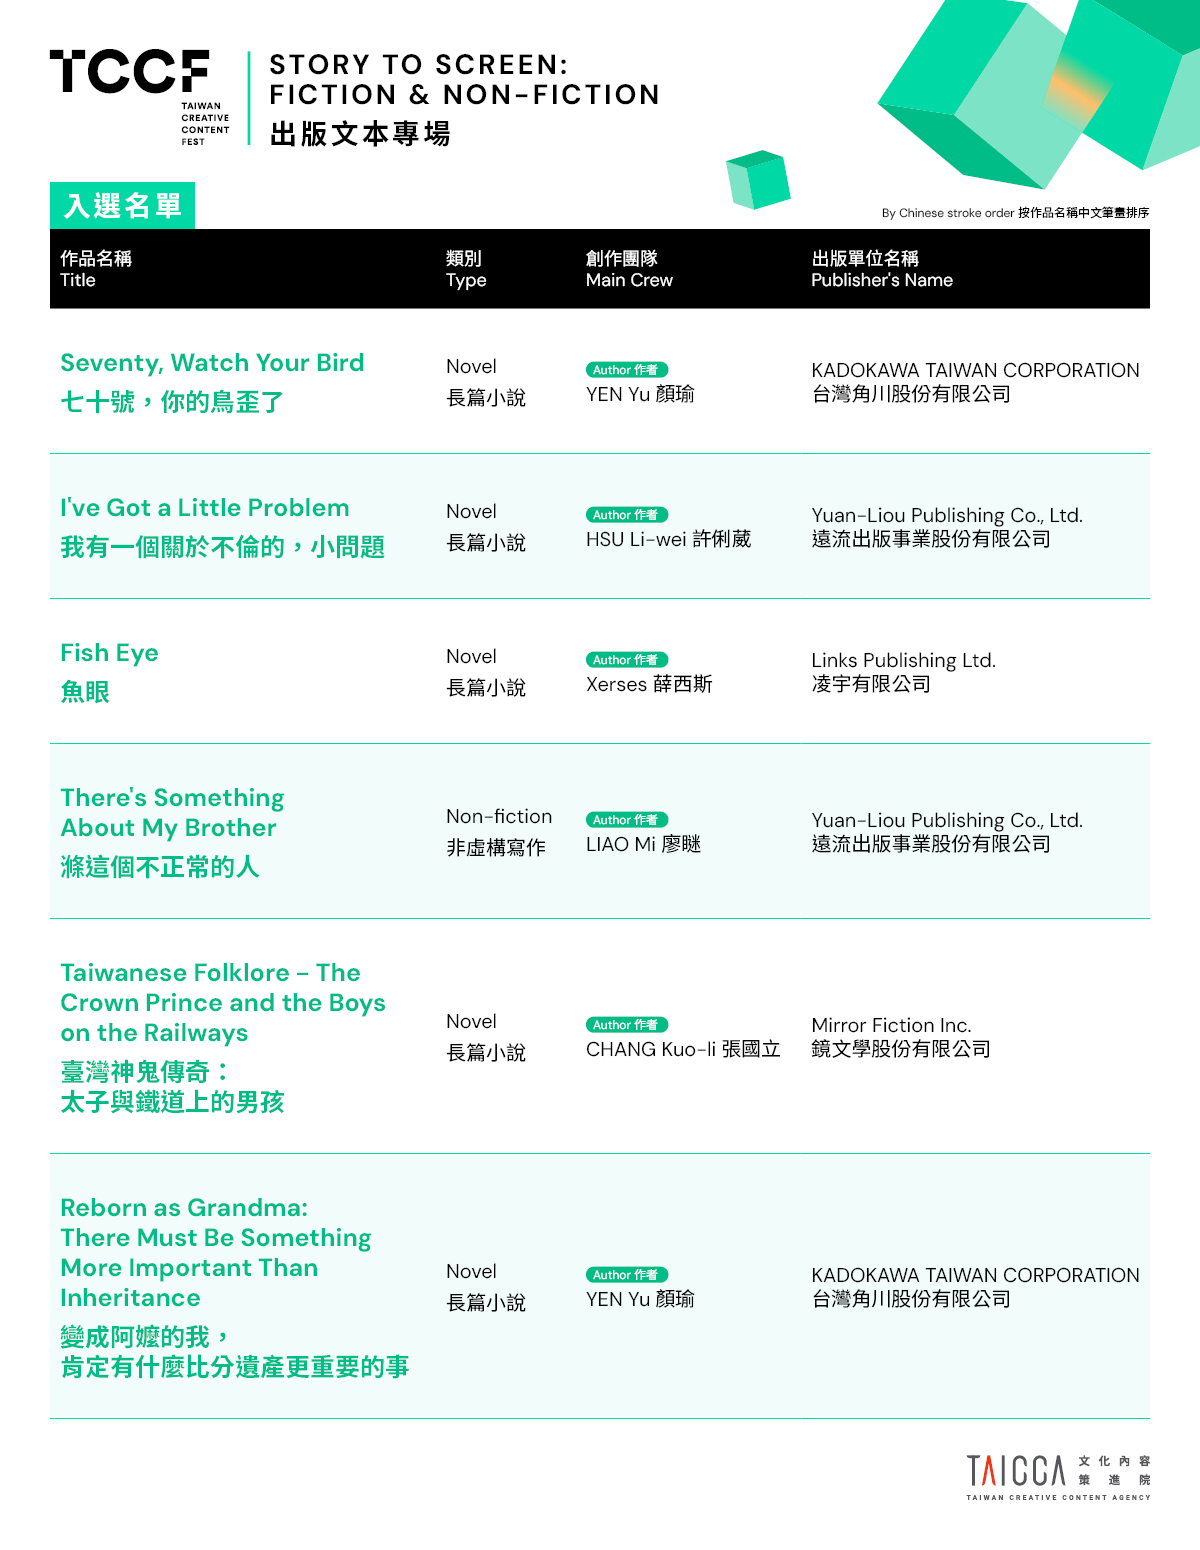 TCCF
TAIWAN
CREATIVE
CONTENT
FEST
STORY TO SCREEN:
FICTION & NON-FICTION
出版文本專場
入選名單
By Chinese stroke order 按作品名稱中文筆畫排序
作品名稱
Title
類別
Type
創作團隊
Main Crew
出版單位名稱
Publisher's Name
Seventy, Watch Your Bird
七十號，你的鳥歪了
Novel
長篇小說
Author 作者
YEN Yu 顏瑜
KADOKAWA TAIWAN CORPORATION
台灣角川股份有限公司
I've Got a Little Problem
我有一個關於不倫的，小問題
Novel
長篇小說
Author 作者
HSU Li-wei 許俐葳
Yuan-Liou Publishing Co., Ltd.
遠流出版事業股份有限公司
Fish Eye
魚眼
Novel
長篇小說
Author 作者
Xerses 薛西斯
Links Publishing Ltd.
凌宇有限公司
There's Something
About My Brother
滌這個不正常的人
Non-fiction
非虛構寫作
Author 作者
LIAO Mi 廖瞇
Yuan-Liou Publishing Co., Ltd.
遠流出版事業股份有限公司
Taiwanese Folklore – The
Crown Prince and the Boys
on the Railways
臺灣神鬼傳奇：
太子與鐵道上的男孩
Novel
長篇小說
Author 作者
CHANG Kuo-li 張國立
Mirror Fiction Inc.
鏡文學股份有限公司
Reborn as Grandma:
There Must Be Something
More Important Than
Inheritance
變成阿嬤的我，
肯定有什麼比分遺產更重要的事
Novel
長篇小說
Author 作者
YEN Yu 顏瑜
KADOKAWA TAIWAN CORPORATION
台灣角川股份有限公司
TAICCA
文化內容
策進院
TAIWAN CREATIVE CONTENT AGENCY